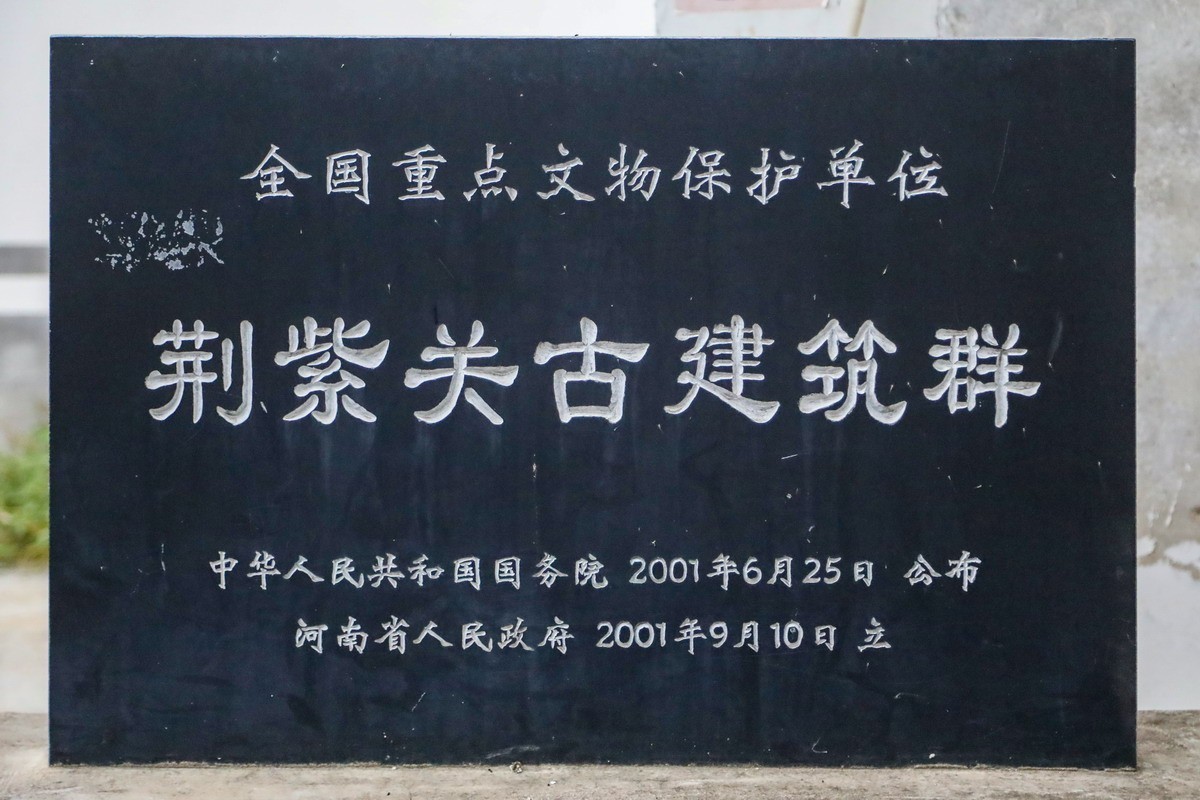 全国重点文物保护单位
荆紫关古建筑群
中华人民共和国国务院 2001年6月25日 公布
河南省人民政府 2001年9月10日 立